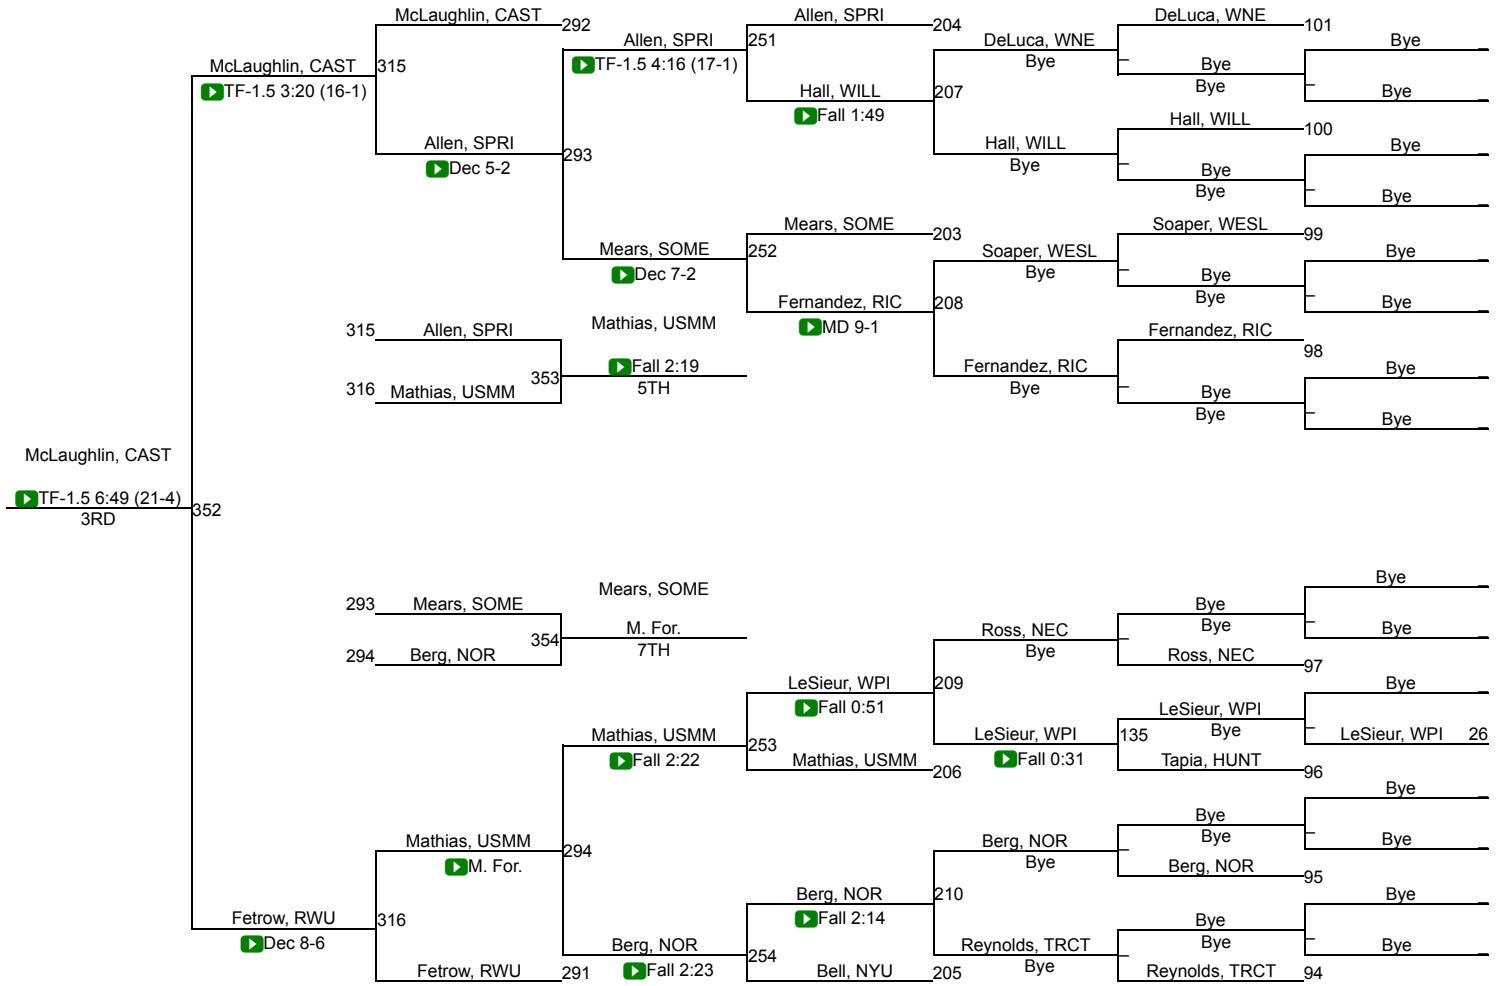 McLaughlin, CAST
292
Allen, SPRI
204
DeLuca, WNE
101
Allen, SPRI
251
DeLuca, WNE
Bye
Bye
McLaughlin, CAST
315
TF-1.5 4:16 (17-1)
Bye
Bye
TF-1.5 3:20 (16-1)
Hall, WILL
207
Bye
Bye
Fall 1:49
Hall, WILL
100
Allen, SPRI
293
Hall, WILL
Bye
Dec 5-2
Bye
Bye
Bye
Bye
Mears, SOME
203
Soaper, WESL
99
Mears, SOME
252
Soaper, WESL
Bye
Dec 7-2
Bye
Bye
Fernandez, RIC
208
Bye
Bye
315
Allen, SPRI
Mathias, USMM
MD 9-1
Fernandez, RIC
98
Fall 2:19
Fernandez, RIC
Bye
353
5TH
Bye
316
Mathias, USMM
Bye
Bye
Bye
McLaughlin, CAST
TF-1.5 6:49 (21-4)
352
3RD
Bye
293
Mears, SOME
Mears, SOME
Bye
354
M. For.
Ross, NEC
Bye
Bye
294
Berg, NOR
7TH
Bye
Ross, NEC
97
LeSieur, WPI
209
Bye
Fall 0:51
LeSieur, WPI
Mathias, USMM
253
LeSieur, WPI
135
Bye
LeSieur, WPI
26
Fall 2:22
Mathias, USMM
206
Fall 0:31
Tapia, HUNT
96
Bye
Bye
Mathias, USMM
294
Berg, NOR
Bye
Bye
M. For.
Bye
Berg, NOR
95
Berg, NOR
210
Bye
Fetrow, RWU
316
Fall 2:14
Bye
Dec 8-6
Berg, NOR
254
Reynolds, TRCT
Bye
Bye
Fetrow, RWU
291
Fall 2:23
Bell, NYU
205
Bye
Reynolds, TRCT
94